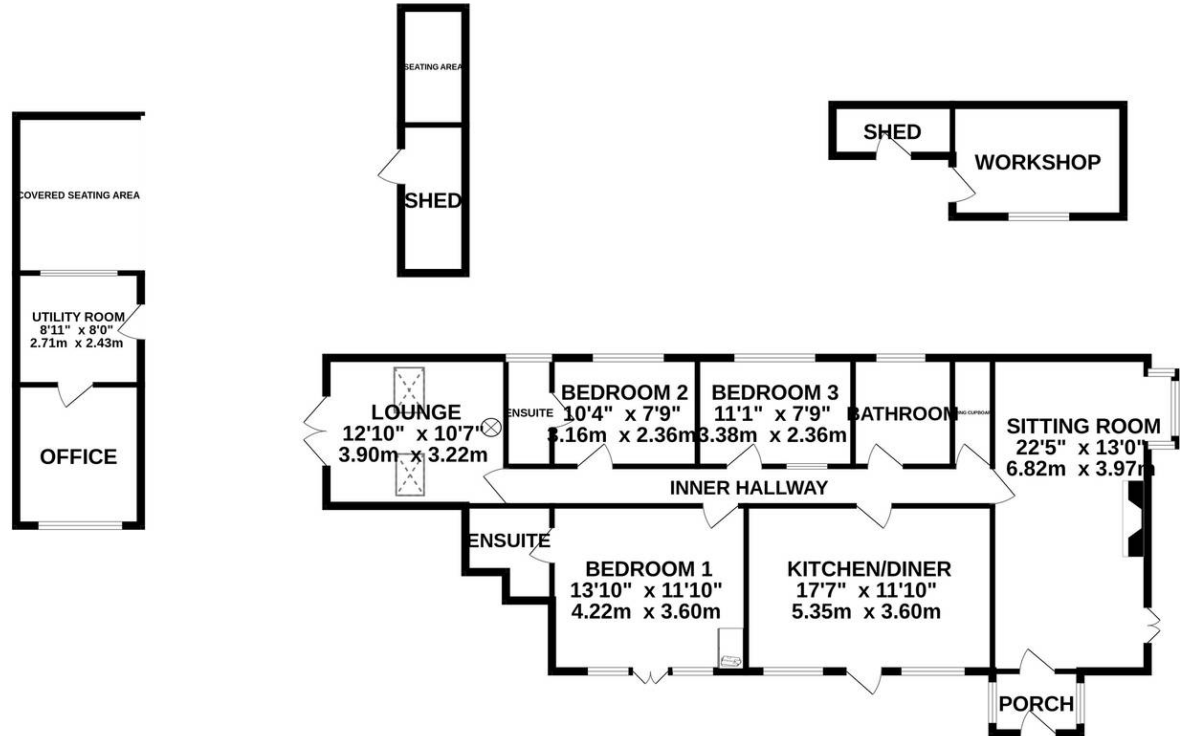 SEATING AREA
SHED
SHED
WORKSHOP
COVERED SEATING AREA
UTILITY ROOM
8'11" x 8'0"
2.71m x 2.43m
OFFICE
LOUNGE
12'10" x 10'7"
3.90m x 3.22m
ENSUITE
BEDROOM 2
10'4" x 7'9"
3.16m x 2.36m
BEDROOM 3
11'1" x 7'9"
3.38m x 2.36m
BATHROOM
SITTING ROOM
22'5" x 13'0"
6.82m x 3.97m
INNER HALLWAY
ENSUITE
BEDROOM 1
13'10" x 11'10"
4.22m x 3.60m
KITCHEN/DINER
17'7" x 11'10"
5.35m x 3.60m
PORCH